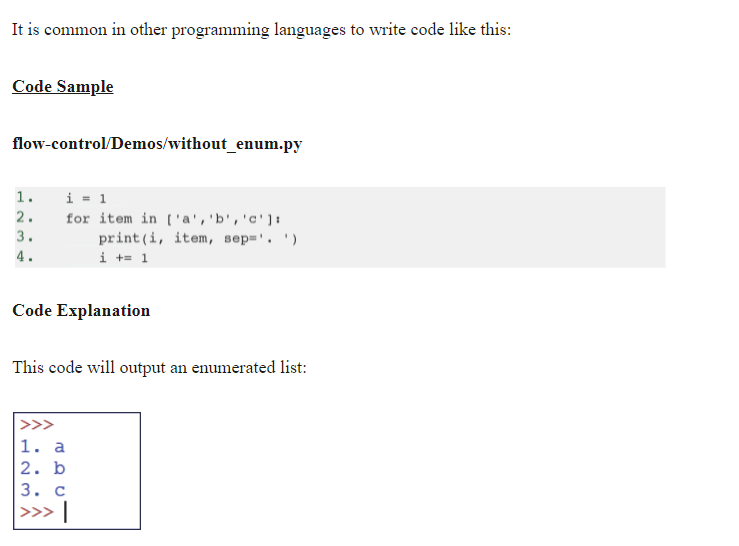 It is common in other programming languages to write code like this:
Code Sample
flow-control/Demos/without_enum.py
1.    i = 1
2.    for item in ['a','b','c']:
3.        print(i, item, sep='. ')
4.        i += 1
Code Explanation
This code will output an enumerated list:
>>>
1. a
2. b
3. c
>>>